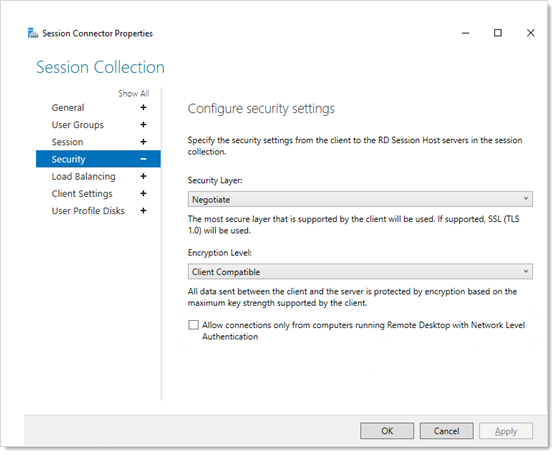 Session Connector Properties
Session Collection
Show All
General +
User Groups +
Session +
Security –
Load Balancing +
Client Settings +
User Profile Disks +
Configure security settings
Specify the security settings from the client to the RD Session Host servers in the session
collection.
Security Layer:
Negotiate
The most secure layer that is supported by the client will be used. If supported, SSL (TLS
1.0) will be used.
Encryption Level:
Client Compatible
All data sent between the client and the server is protected by encryption based on the
maximum key strength supported by the client.
Allow connections only from computers running Remote Desktop with Network Level
Authentication
OK Cancel Apply